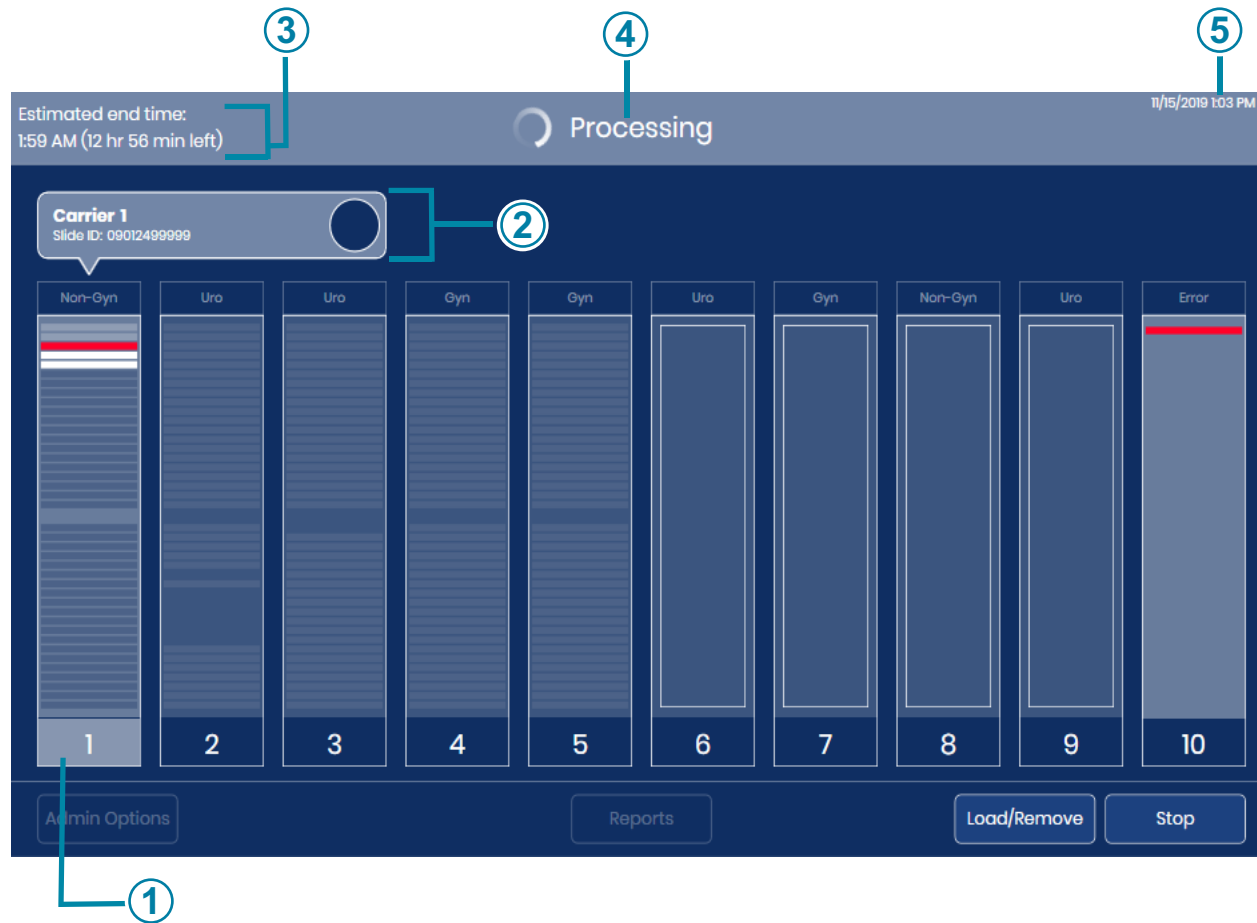 3
4
5
Estimated end time:
1:59 AM (12 hr 56 min left)
Processing
11/15/2019 1:03 PM
Carrier 1
Slide ID: 09012499999
2
Non-Gyn
Uro
Uro
Gyn
Gyn
Uro
Gyn
Non-Gyn
Uro
Error
1
2
3
4
5
6
7
8
9
10
Admin Options
Reports
Load/Remove
Stop
1